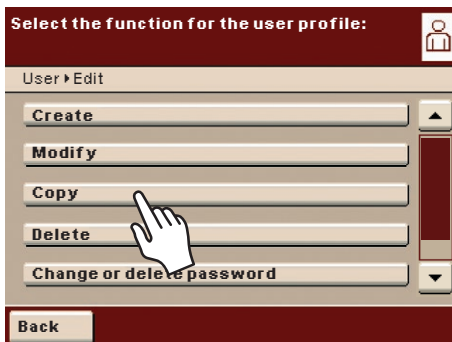 Select the function for the user profile:
User ▸ Edit
Create
Modify
Copy
Delete
Change or delete password
Back